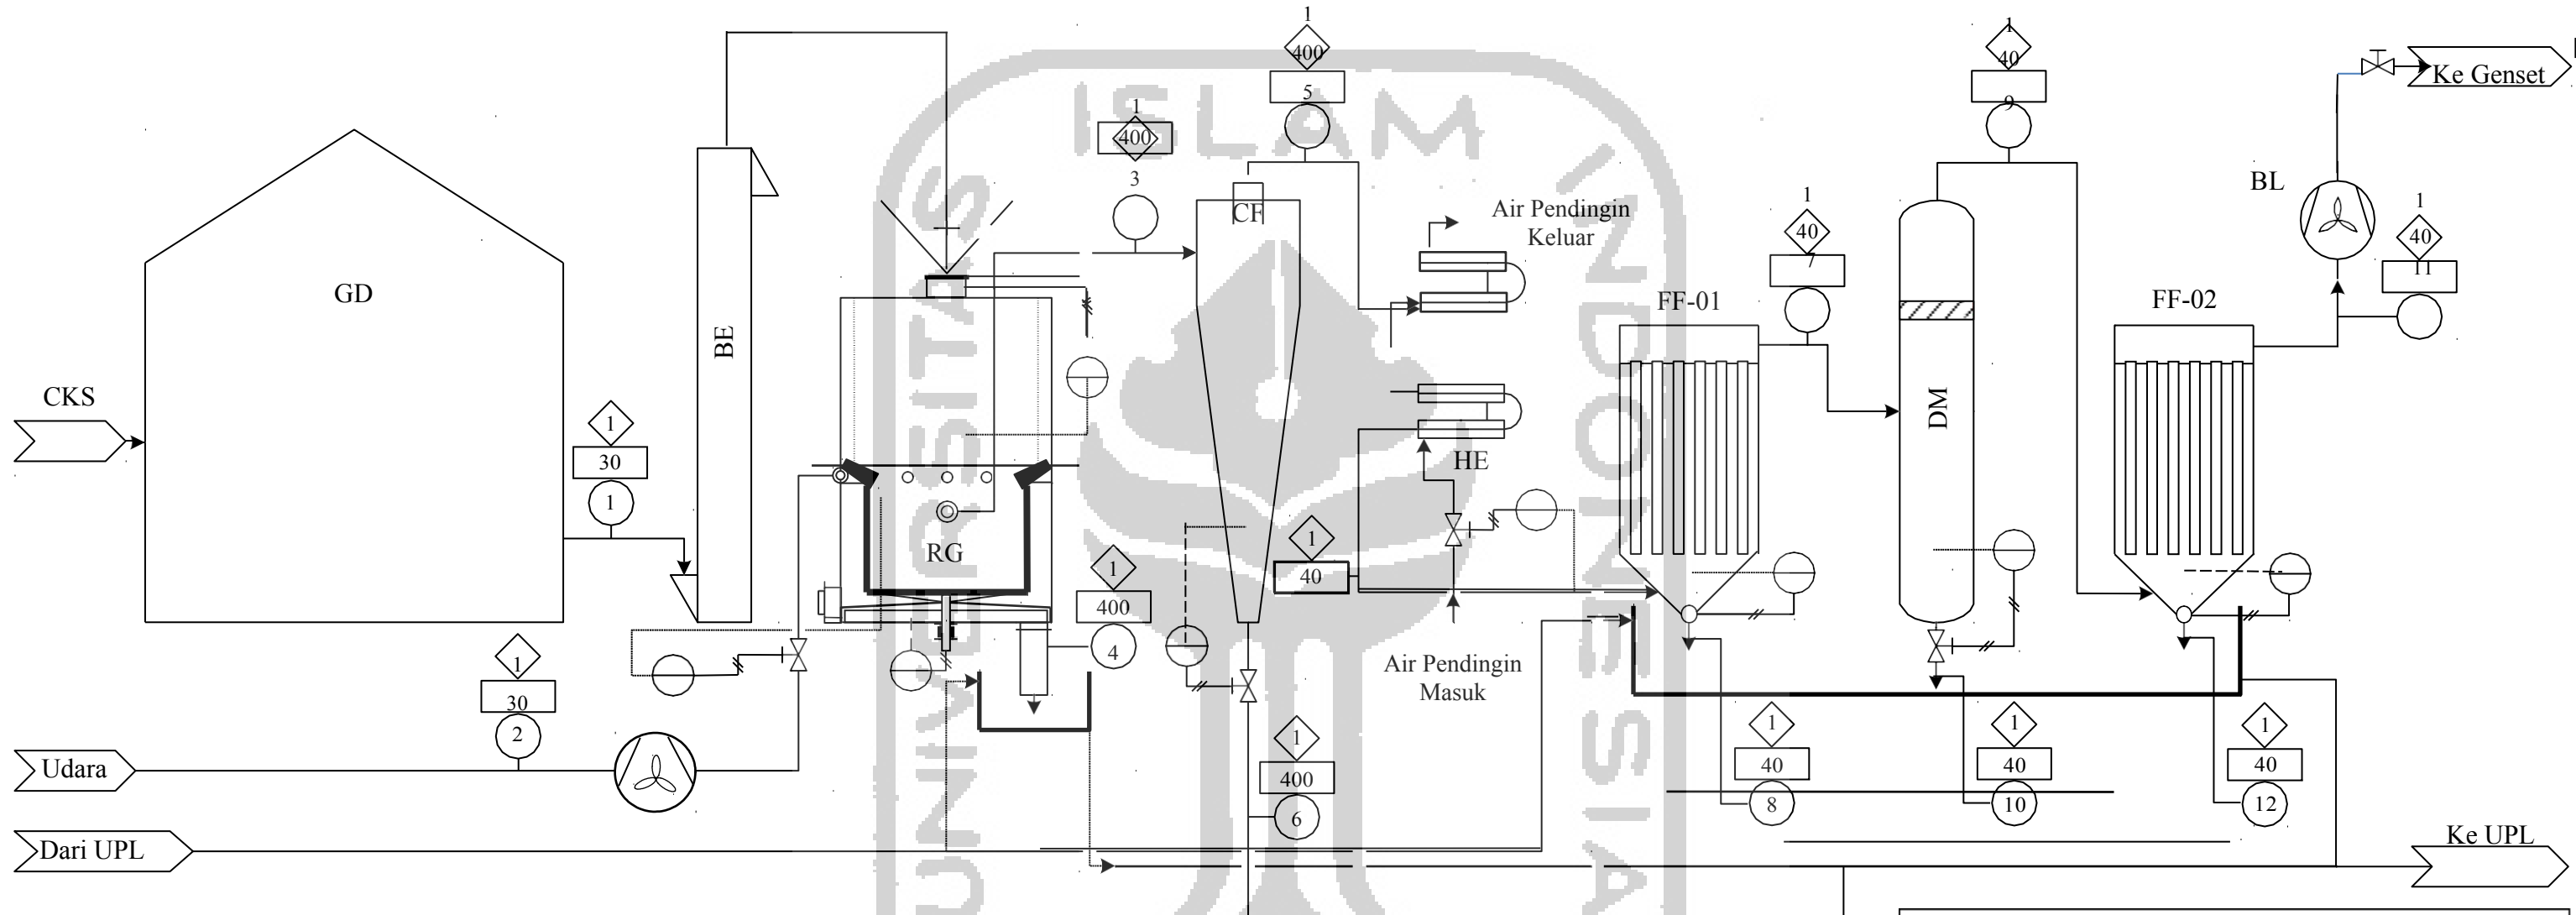 1
400
5
1
40
9
Ke Genset
1
400
3
ISLAM
CF
Air Pendingin
Keluar
1
40
7
BL
1
40
11
GD
BE
FF-01
FF-02
CKS
1
30
1
DM
HE
RG
1
400
4
1
40
1
30
2
Air Pendingin
Masuk
Udara
1
400
6
1
40
8
1
40
10
1
40
12
Dari UPL
Ke UPL
UNIVERSITAS
INDONESIA